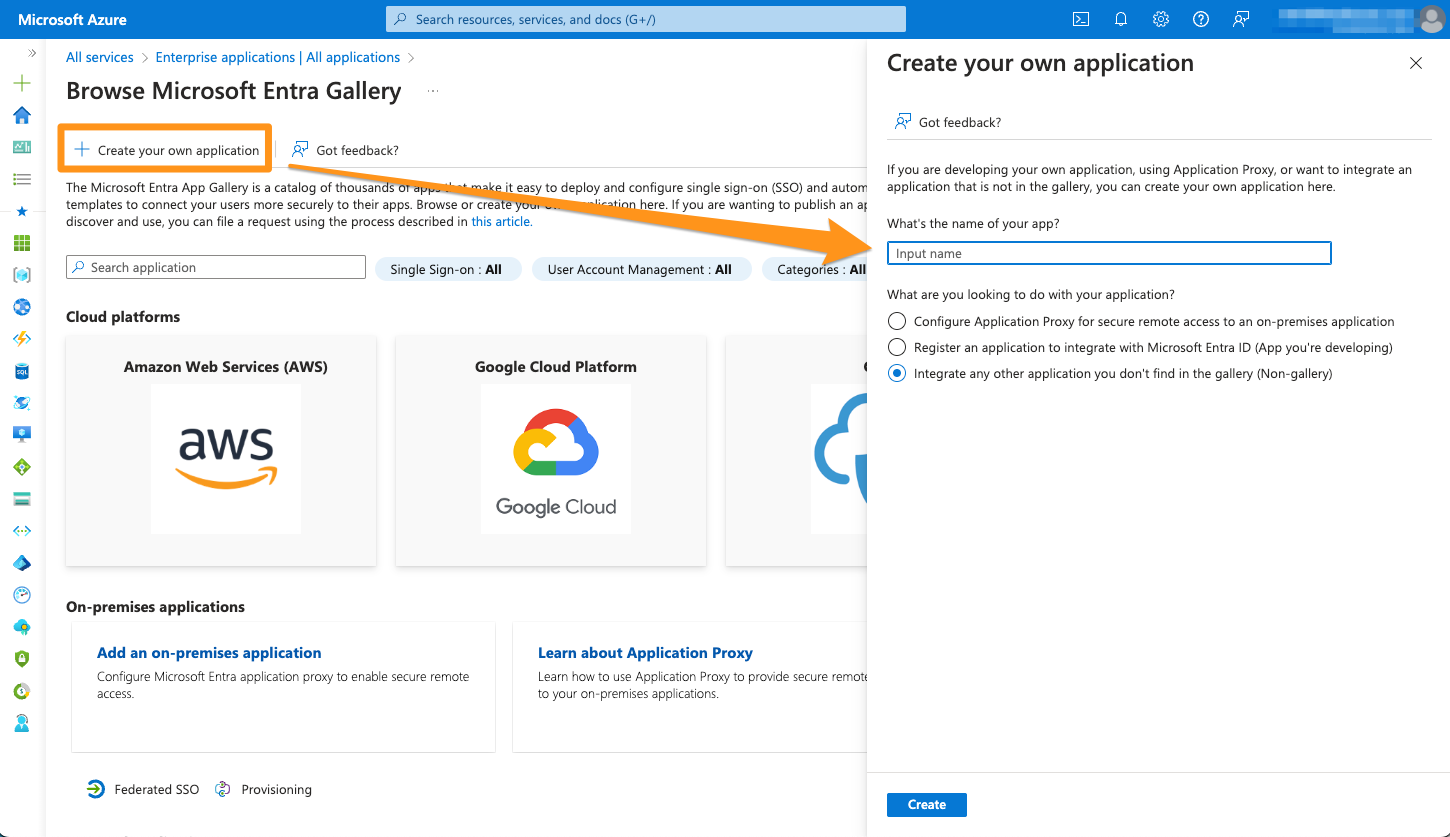 Microsoft Azure
Search resources, services, and docs (G+/)
All services > Enterprise applications | All applications >
Browse Microsoft Entra Gallery ...
Create your own application
Got feedback?
The Microsoft Entra App Gallery is a catalog of thousands of apps that make it easy to deploy and configure single sign-on (SSO) and autom
templates to connect your users more securely to their apps. Browse or create your own application here. If you are wanting to publish an ap
discover and use, you can file a request using the process described in this article.
Search application
Single Sign-on : All
User Account Management : All
Categories : All
Cloud platforms
Amazon Web Services (AWS)
aws
Google Cloud Platform
Google Cloud
On-premises applications
Add an on-premises application
Configure Microsoft Entra application proxy to enable secure remote
access.
Learn about Application Proxy
Learn how to use Application Proxy to provide secure remote
to your on-premises applications.
Federated SSO
Provisioning
SQL
Create your own application
Got feedback?
If you are developing your own application, using Application Proxy, or want to integrate an
application that is not in the gallery, you can create your own application here.
What's the name of your app?
Input name
What are you looking to do with your application?
Configure Application Proxy for secure remote access to an on-premises application
Register an application to integrate with Microsoft Entra ID (App you're developing)
Integrate any other application you don't find in the gallery (Non-gallery)
Create